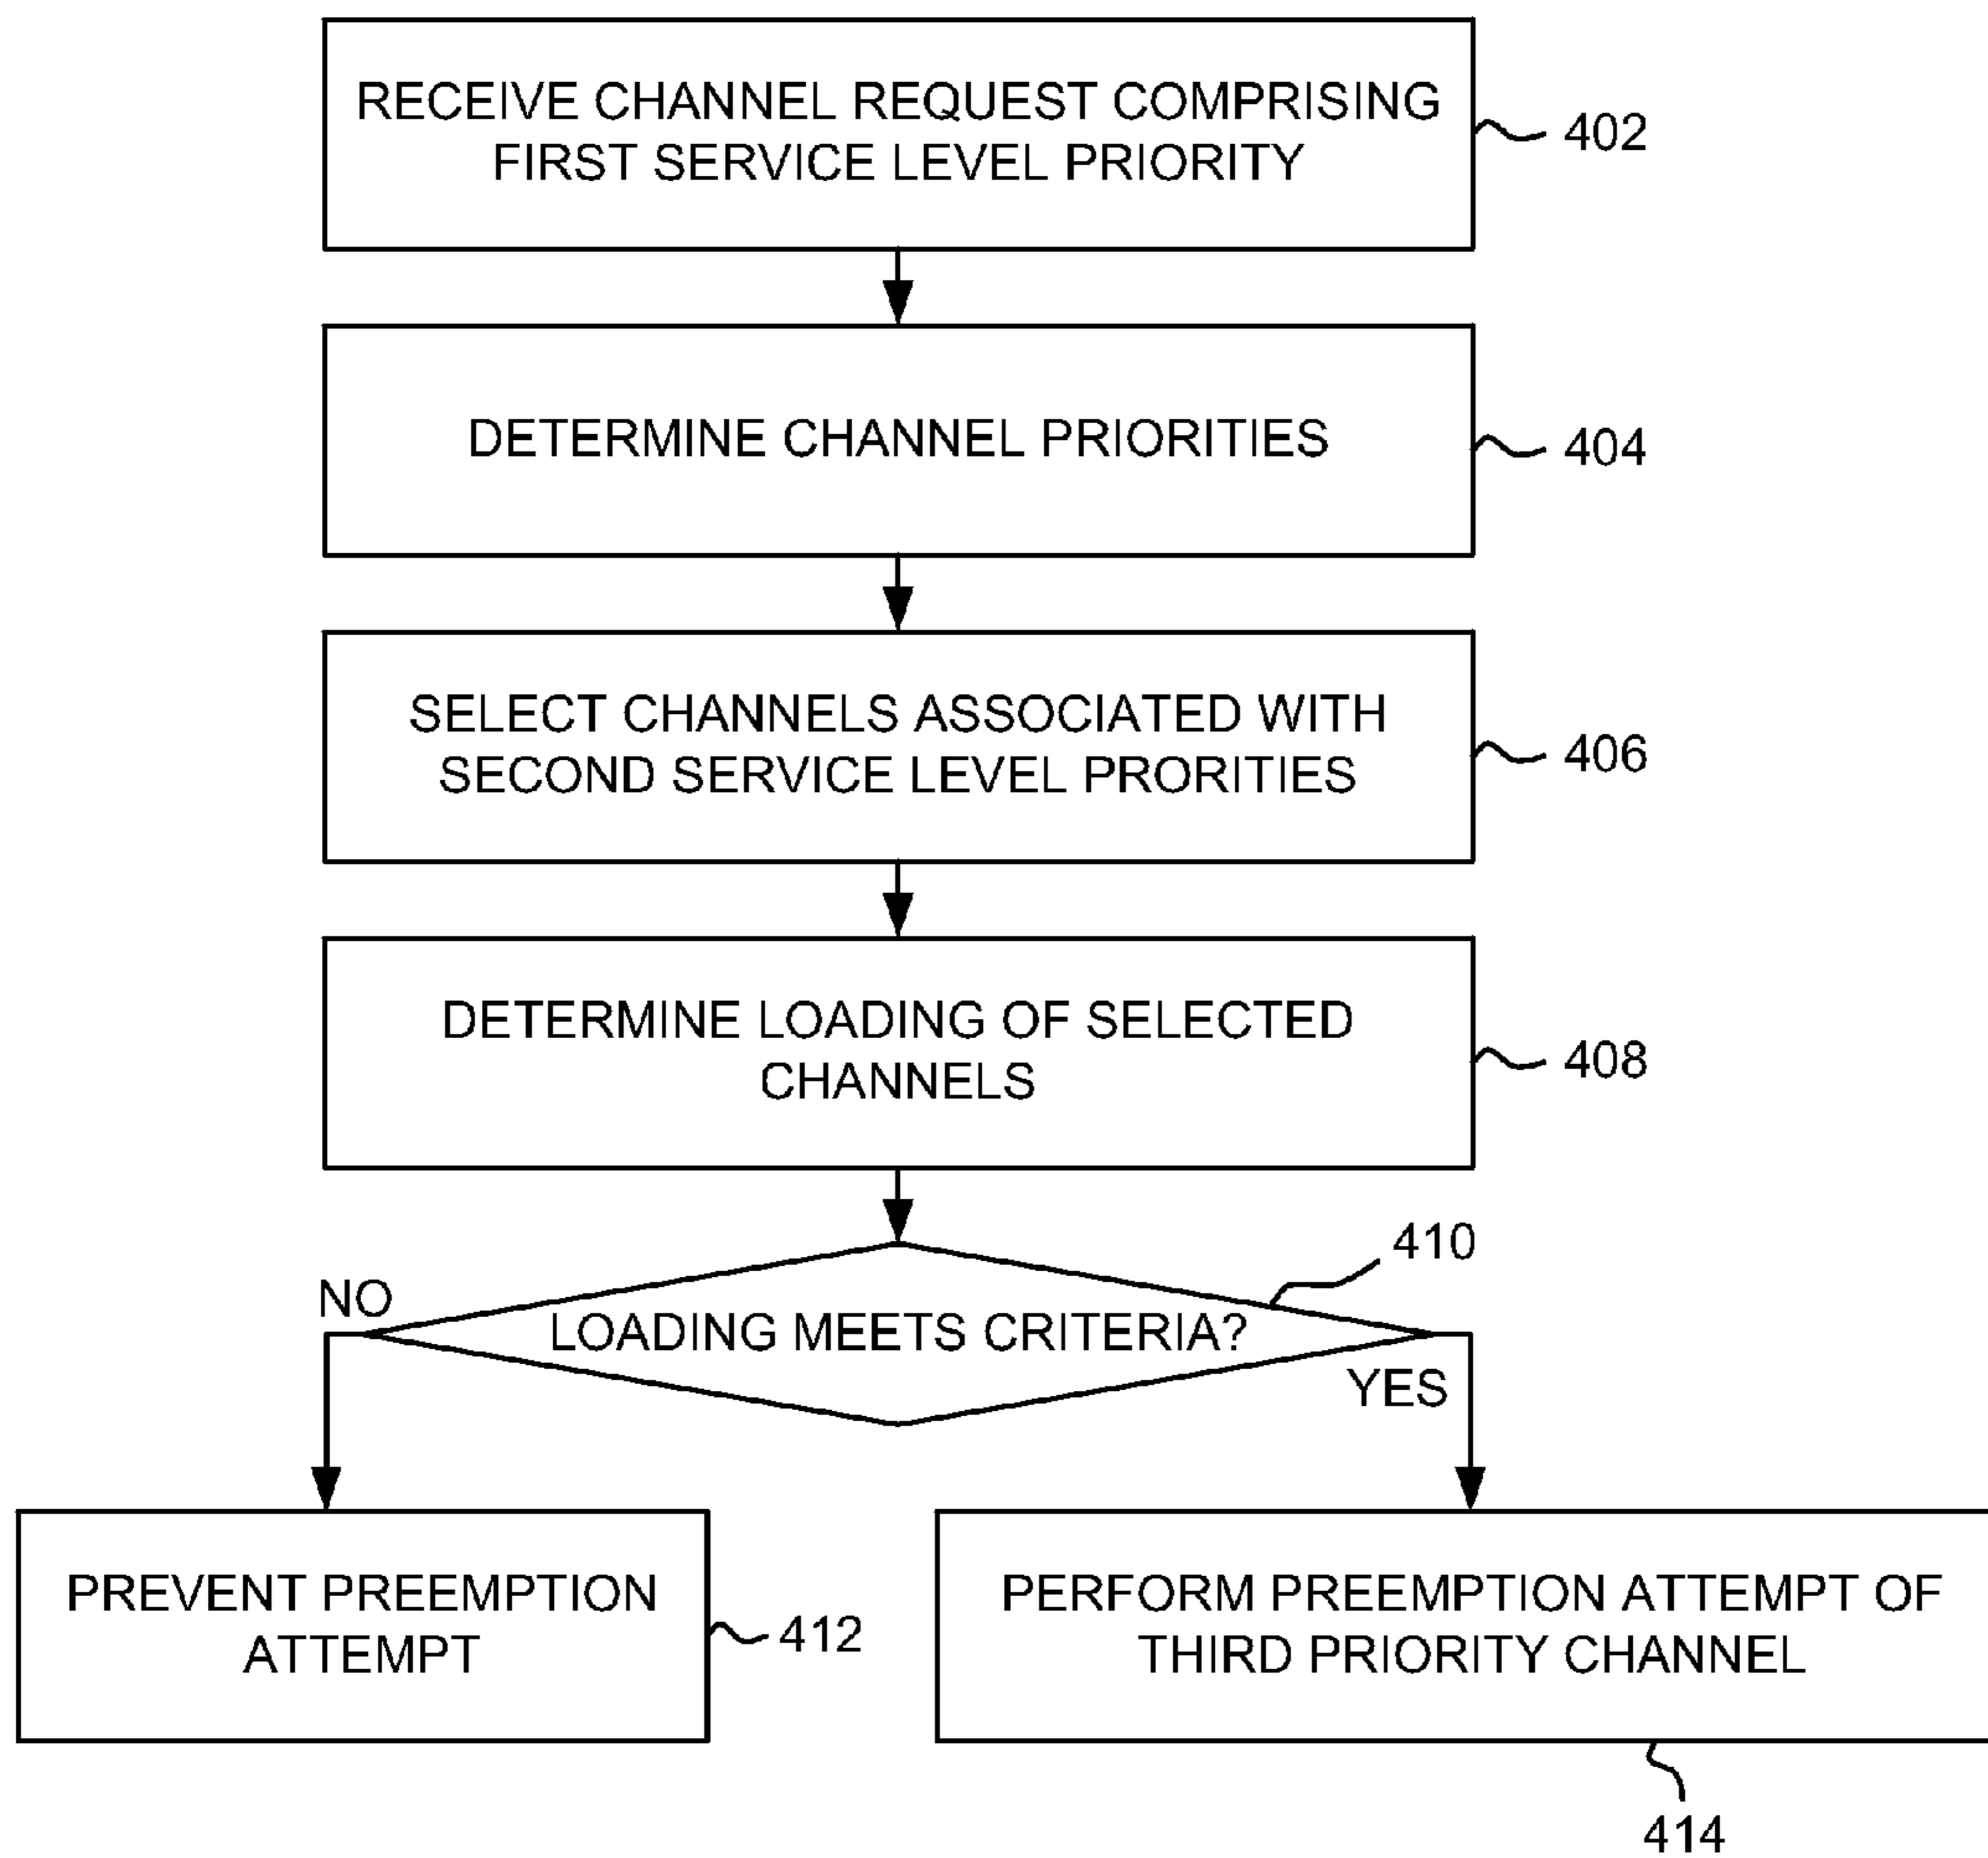 RECEIVE CHANNEL REQUEST COMPRISING
FIRST SERVICE LEVEL PRIORITY
402
DETERMINE CHANNEL PRIORITIES
404
SELECT CHANNELS ASSOCIATED WITH
SECOND SERVICE LEVEL PRORITIES
406
DETERMINE LOADING OF SELECTED
CHANNELS
408
410
NO
LOADING MEETS CRITERIA?
YES
PREVENT PREEMPTION
ATTEMPT
412
PERFORM PREEMPTION ATTEMPT OF
THIRD PRIORITY CHANNEL
414